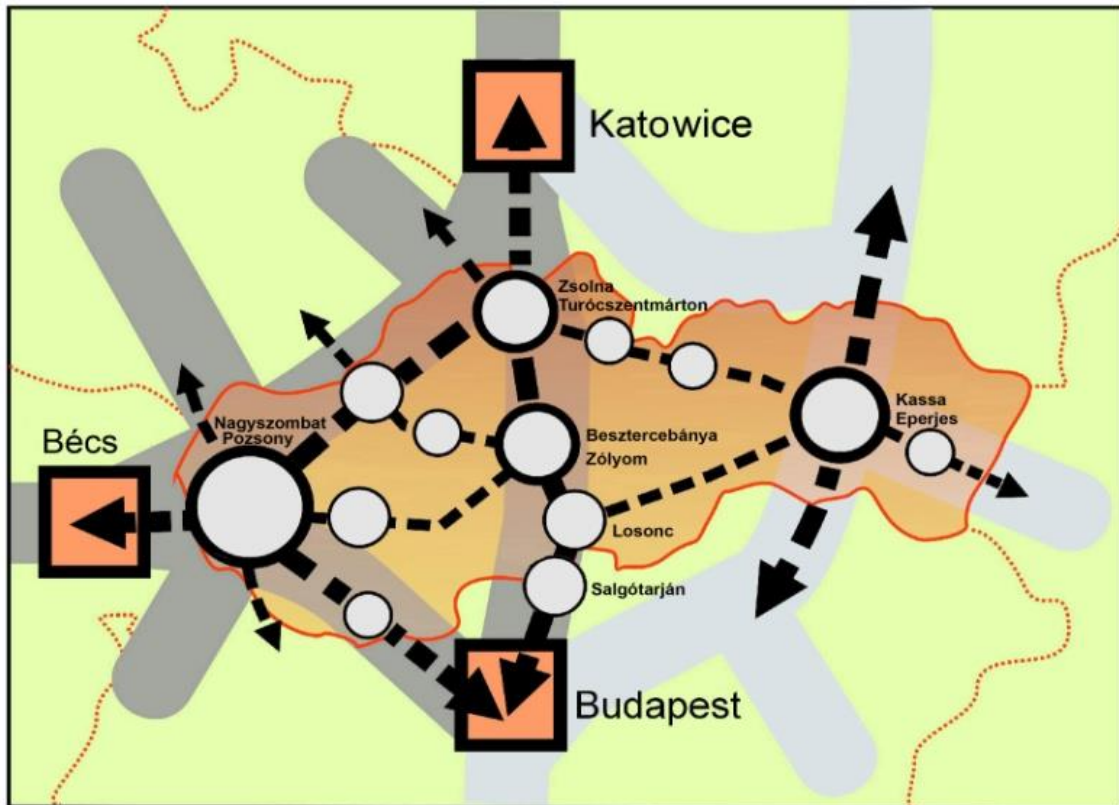 Katowice
Zsolna
Turócszentmárton
Nagyszombat
Pozsony
Kassa
Eperjes
Bécs
Besztercebánya
Zólyom
Losonc
Salgótarján
Budapest